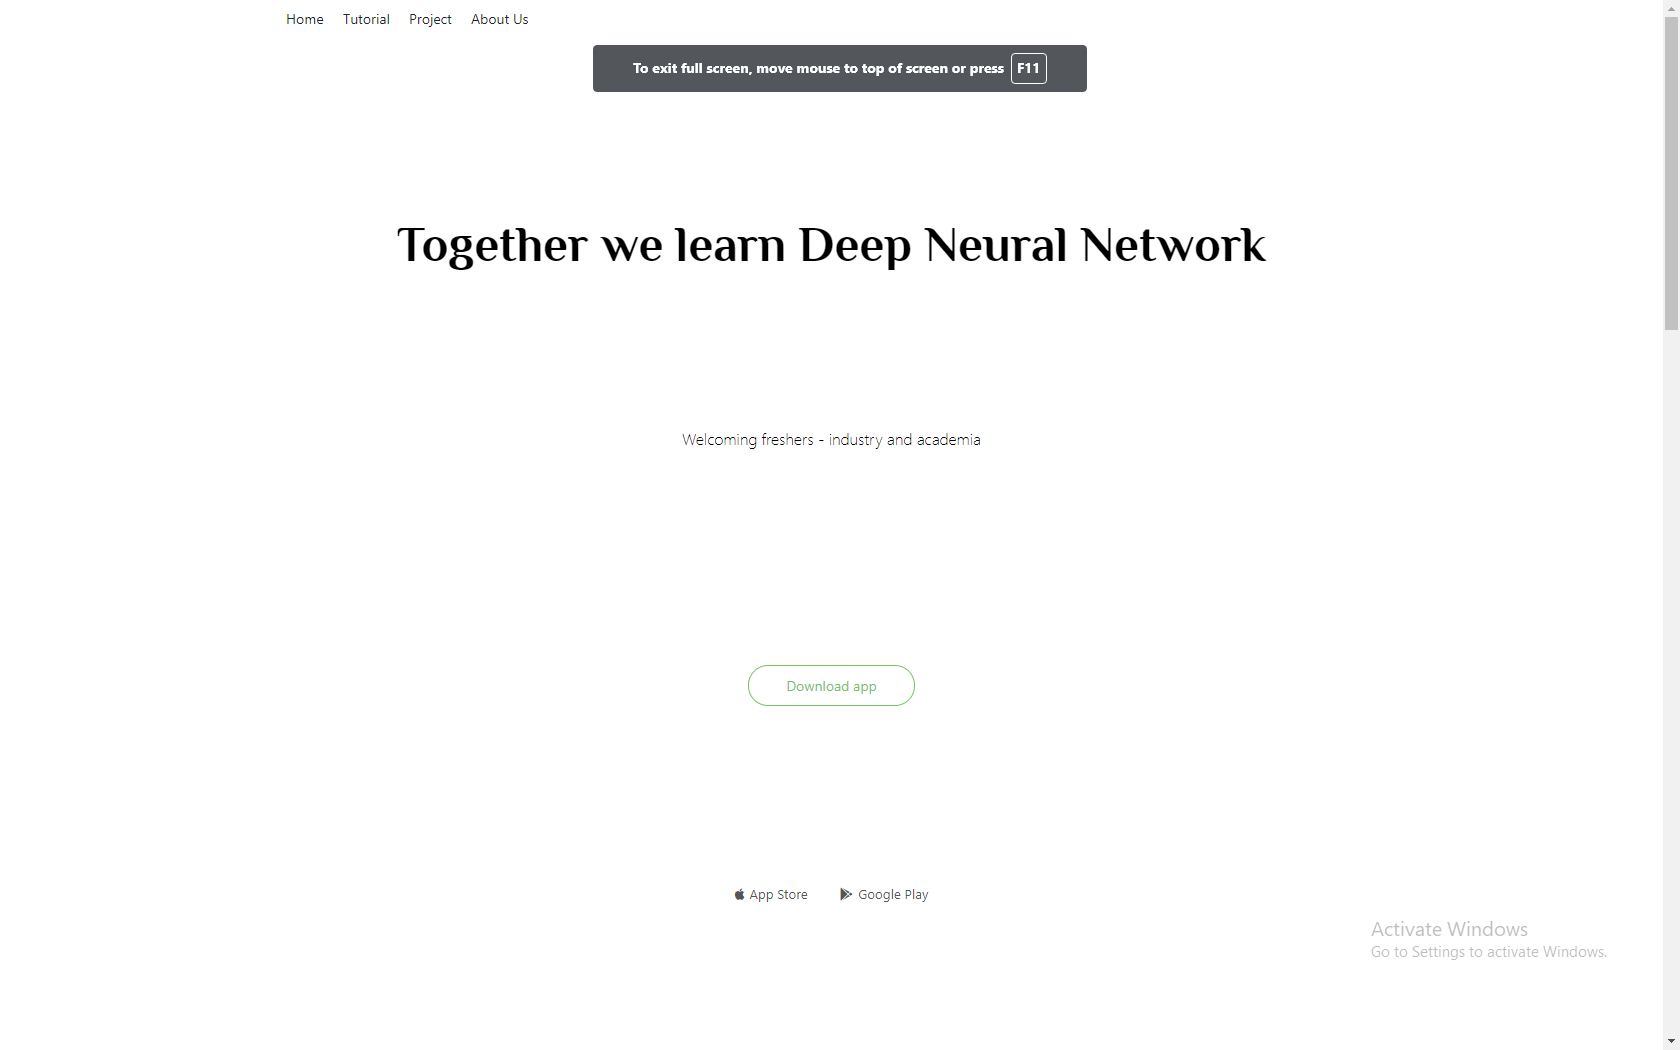 Home Tutorial Project About Us
To exit full screen, move mouse to top of screen or press F11
Together we learn Deep Neural Network
Welcoming freshers - industry and academia
Download app
App Store Google Play
Activate Windows
Go to Settings to activate Windows.